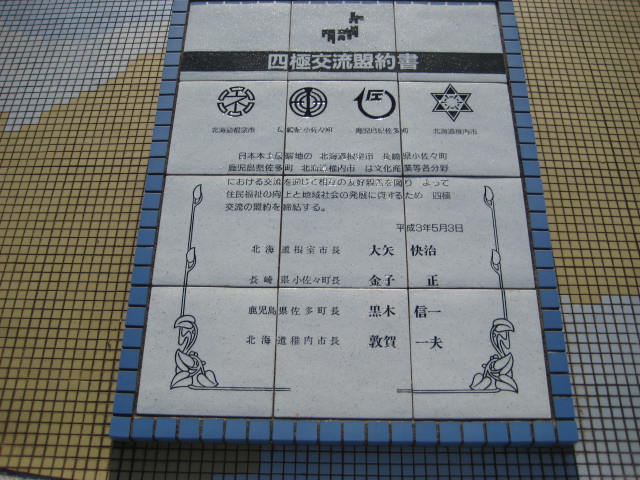 四極交流盟約書
北海道根室市 長崎県小佐々町 鹿児島県佐多町 北海道稚内市
日本本土最端地の 北海道根室市 長崎県小佐々町
鹿児島県佐多町 北海道稚内市 は文化産業等各分野
における交流を通じて相互の友好親善を図り よって
住民福祉の向上と地域社会の発展に資するため 四極
交流の盟約を締結する。
平成3年5月3日
北海道根室市長 大矢 快治
長崎県小佐々町長 金子 正
鹿児島県佐多町長 黒木 信一
北海道稚内市長 敦賀 一夫